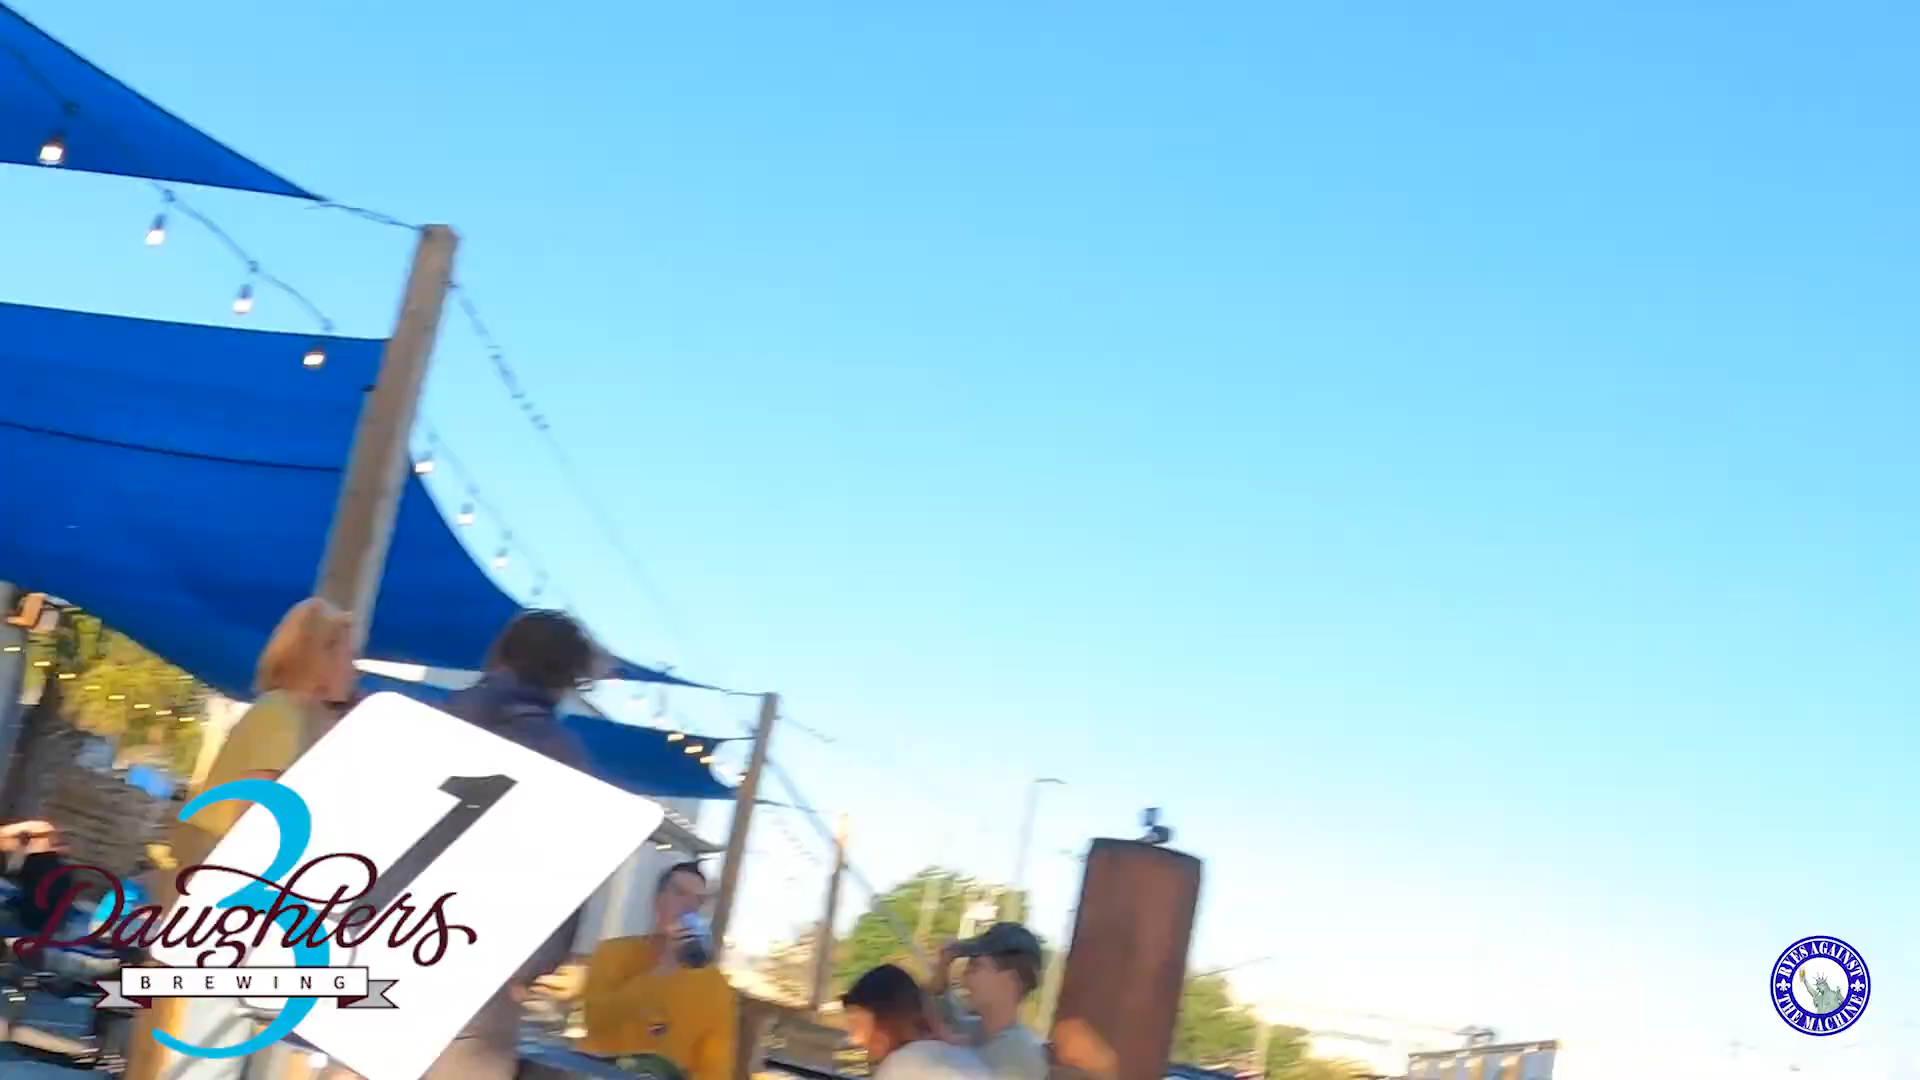 1
3
Daughters
BREWING
RYES AGAINST
THE MACHINE